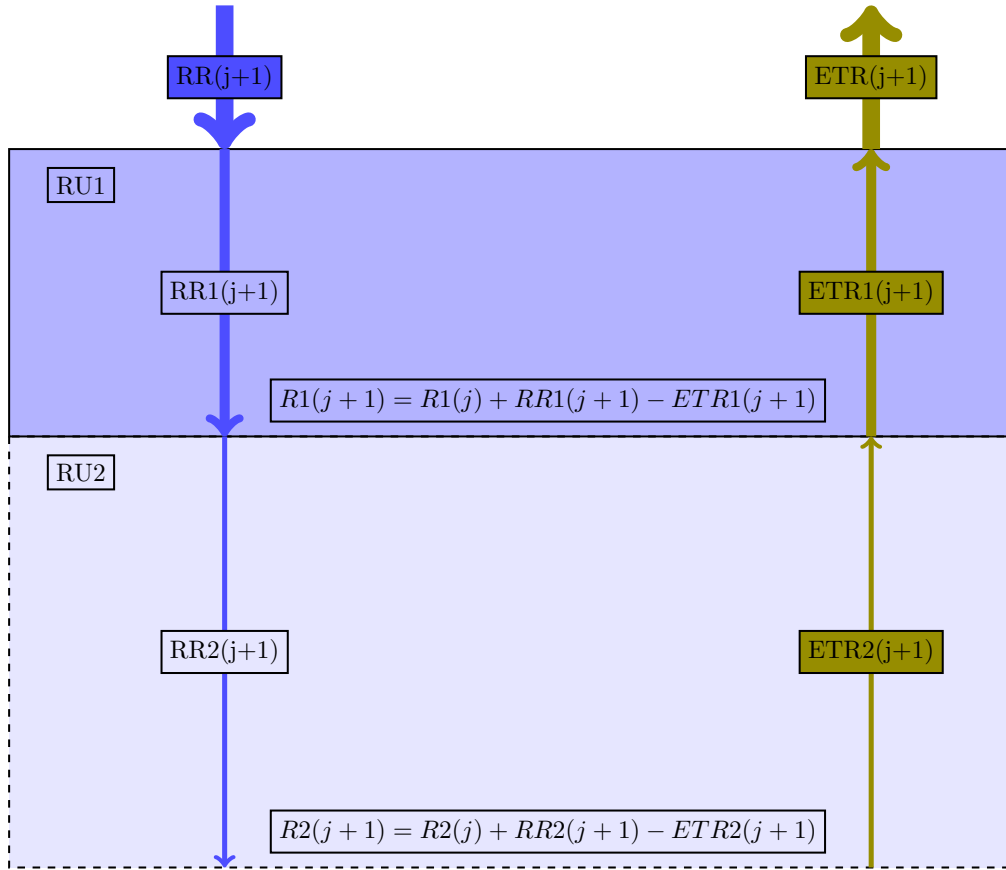 RR(j+1)
ETR(j+1)
RU1
RR1(j+1)
ETR1(j+1)
R1(j + 1) = R1(j) + RR1(j + 1) − ETR1(j + 1)
RU2
RR2(j+1)
ETR2(j+1)
R2(j + 1) = R2(j) + RR2(j + 1) − ETR2(j + 1)